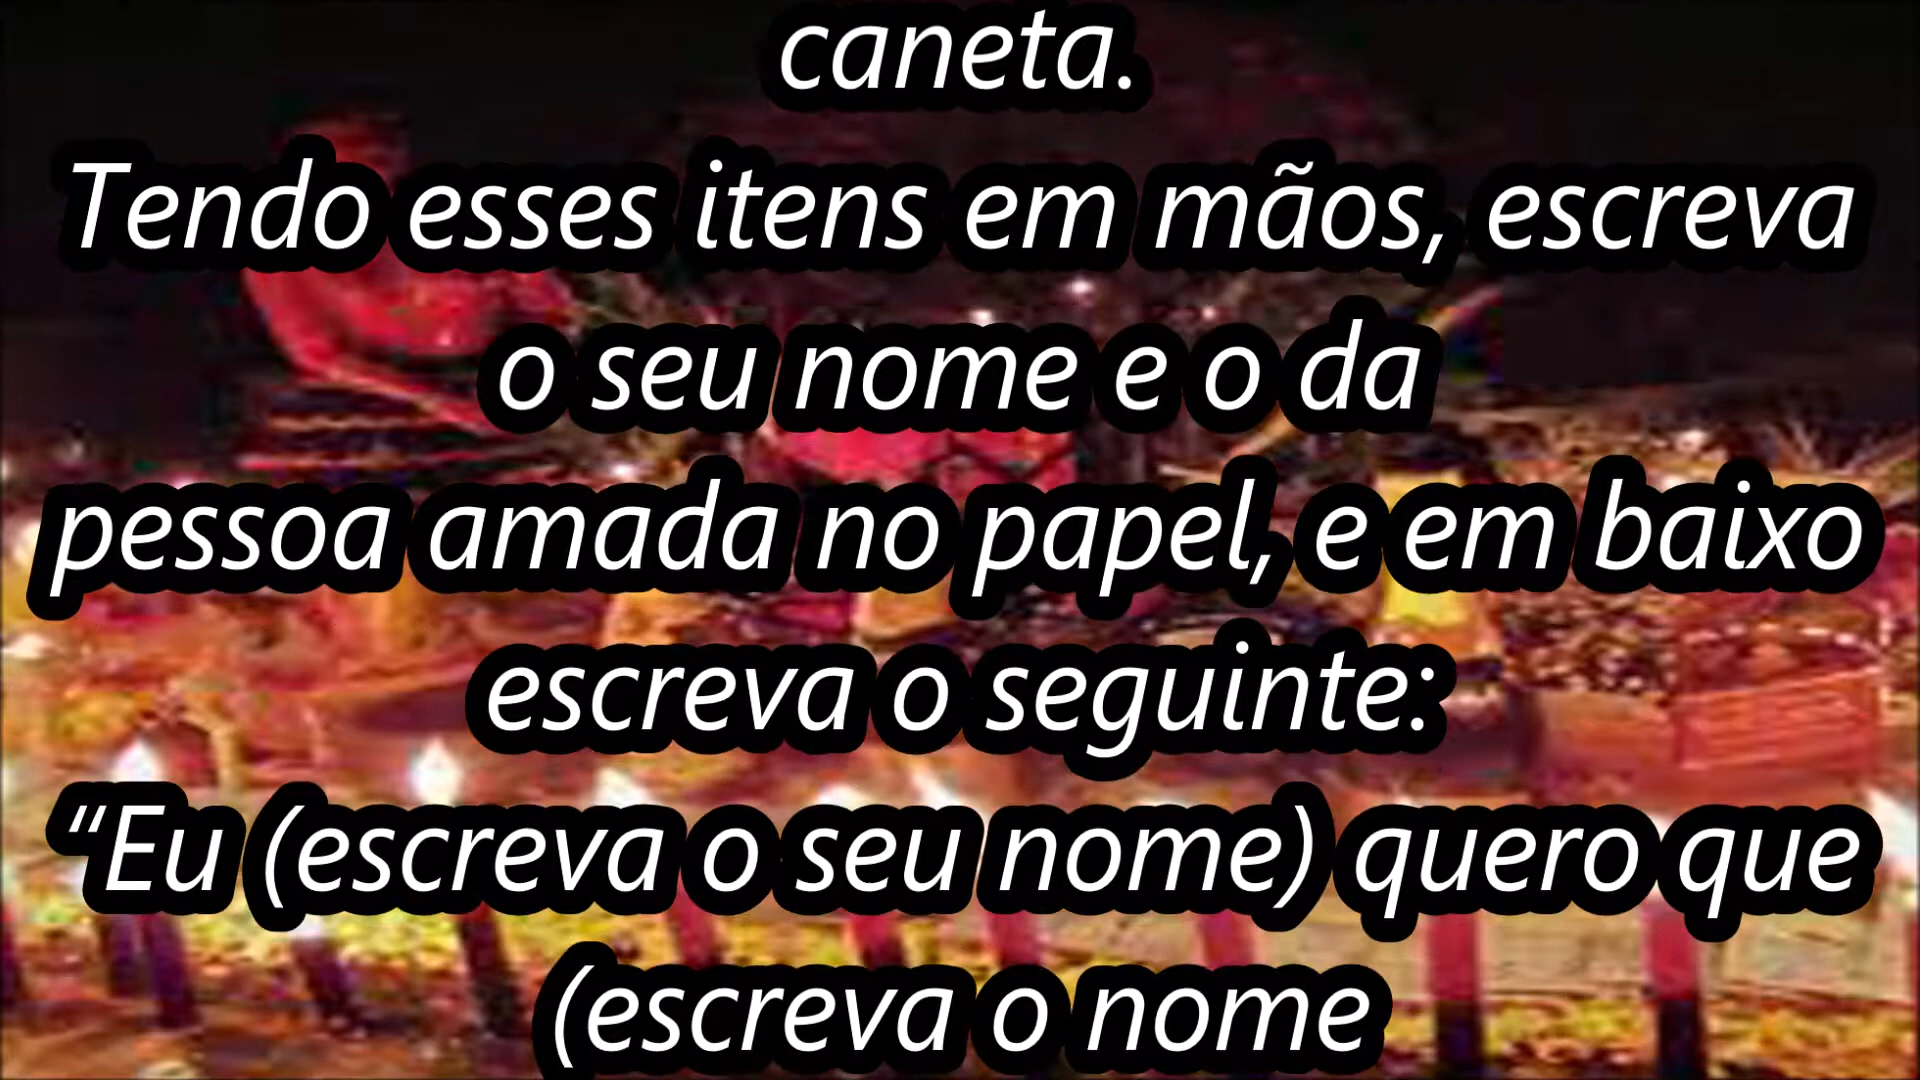 caneta.
Tendo esses itens em mãos, escreva
o seu nome e o da
pessoa amada no papel, e em baixo
escreva o seguinte:
“Eu (escreva o seu nome) quero que
(escreva o nome